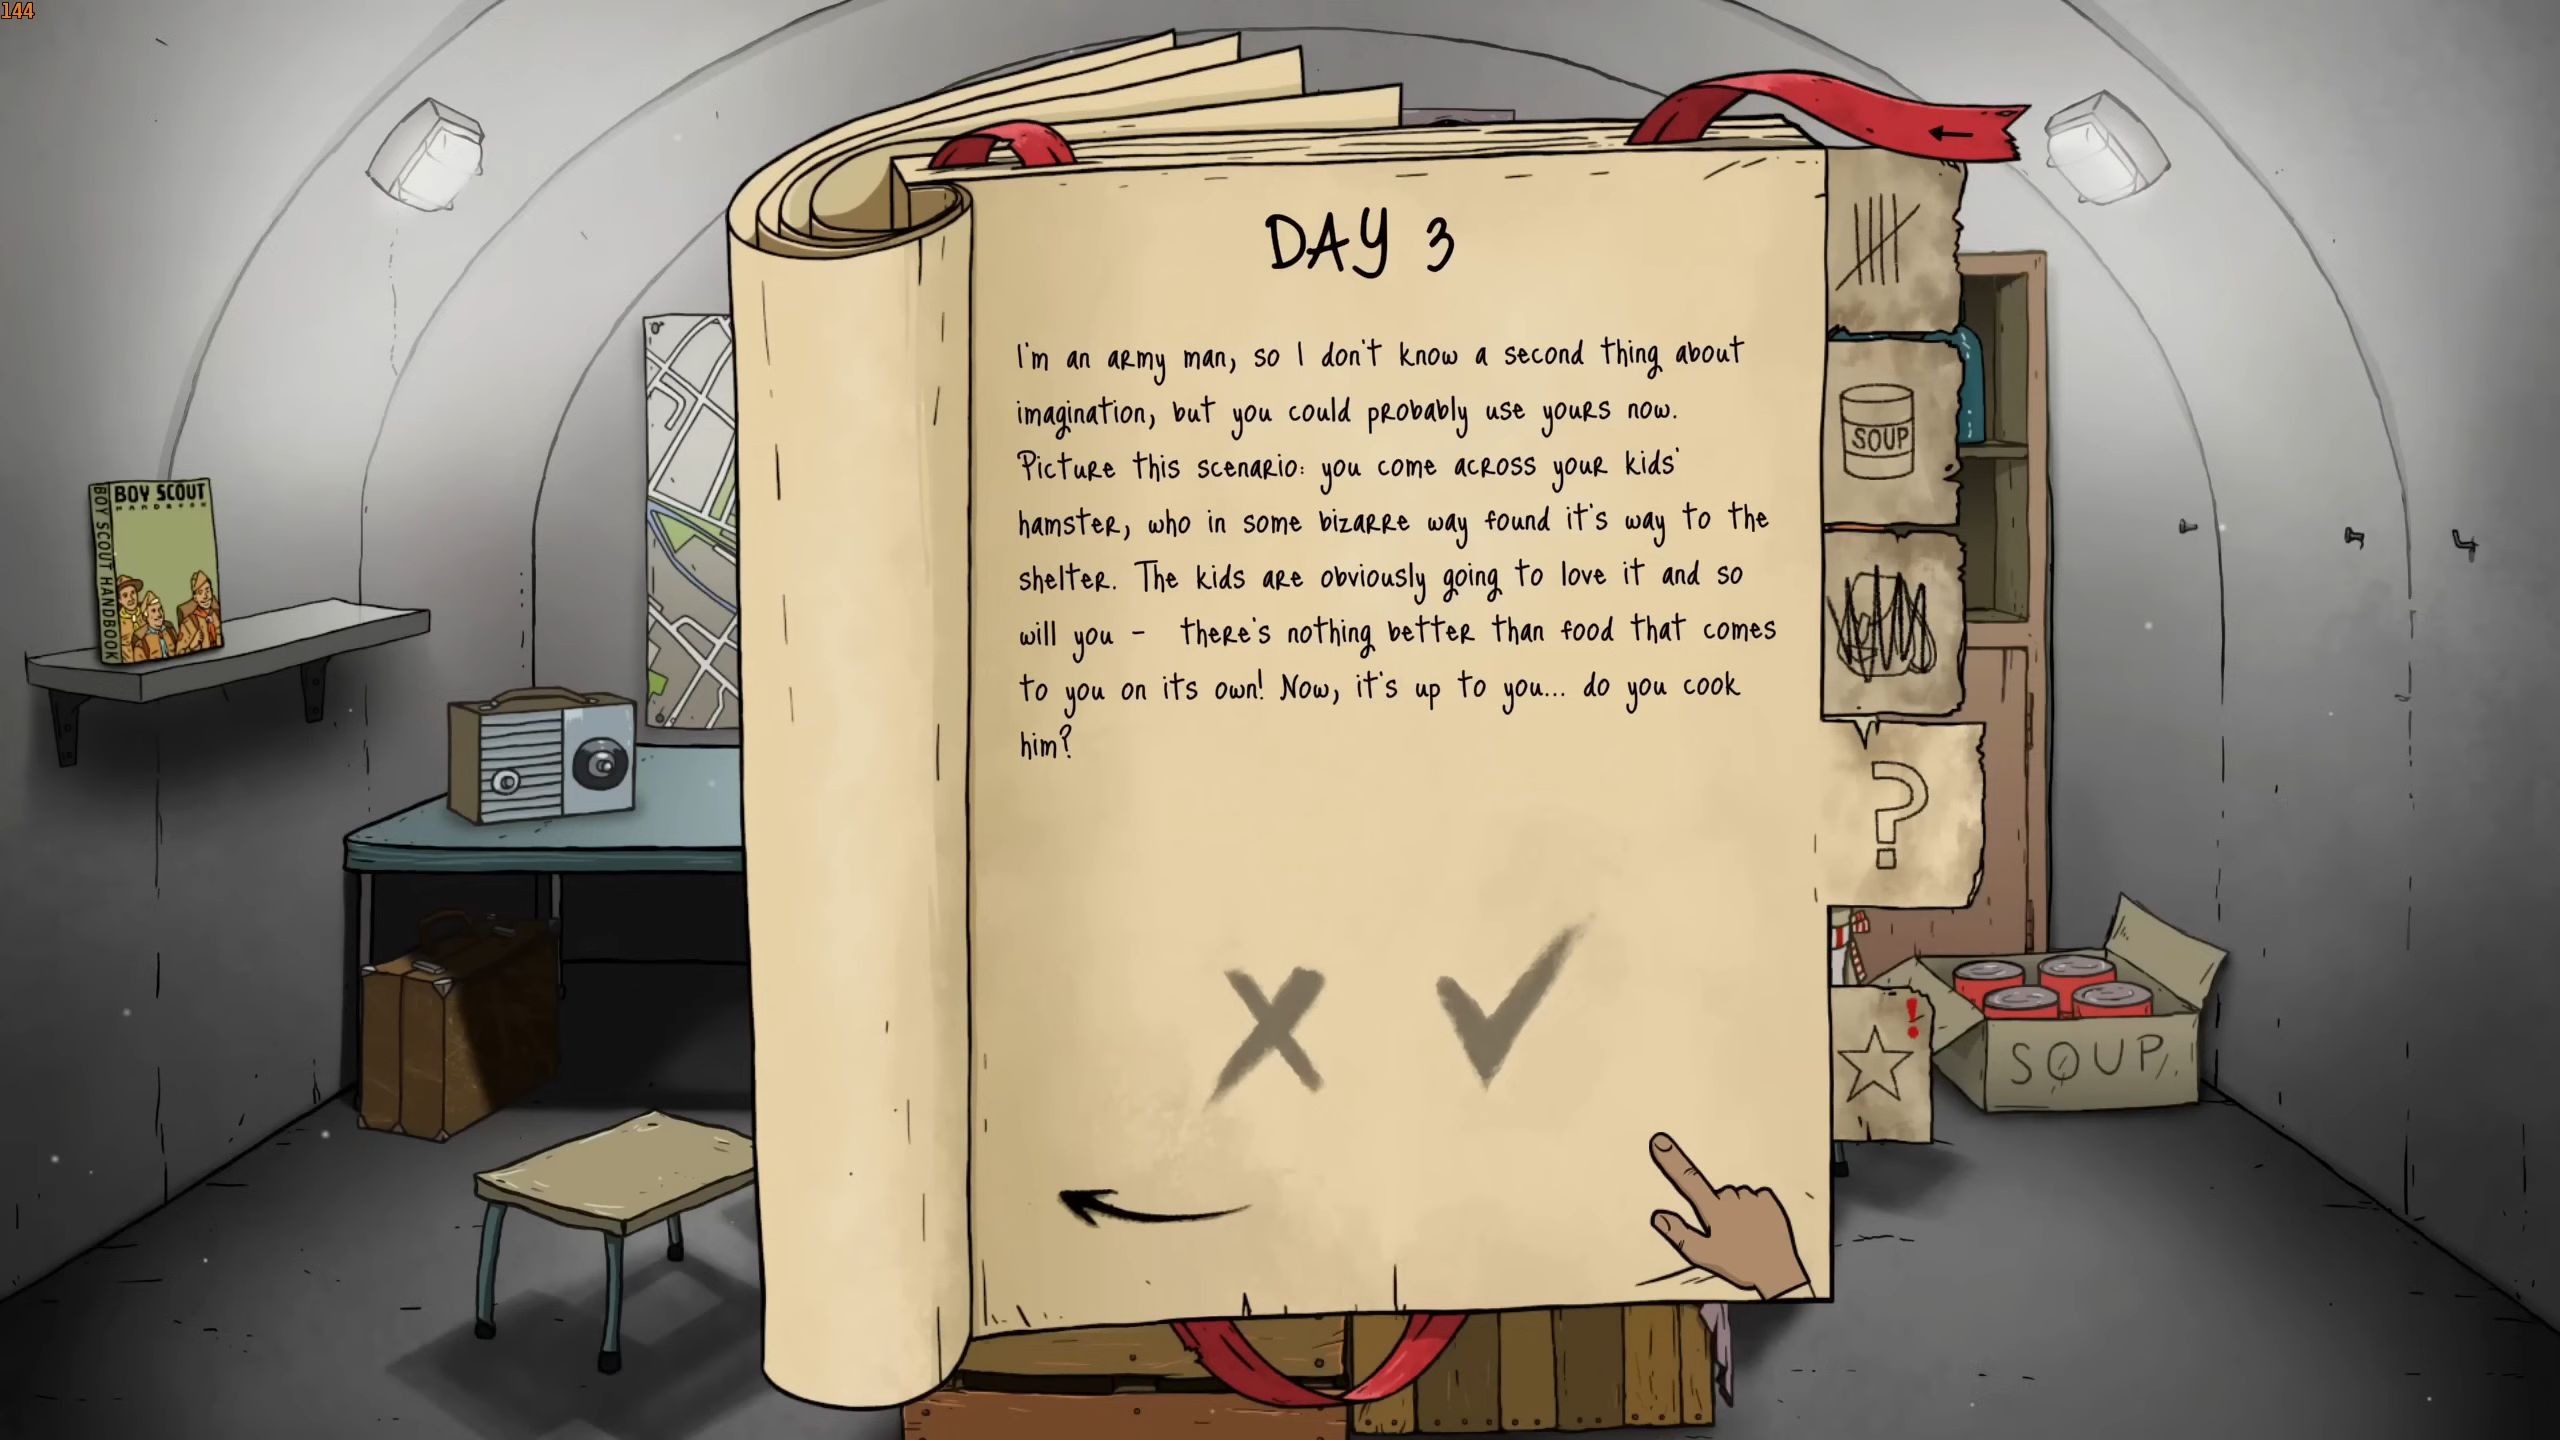 144
DAY 3
I'm an army man, so I don't know a second thing about
imagination, but you could probably use yours now.
Picture this scenario: you come across your kids'
hamster, who in some bizarre way found it's way to the
shelter. The kids are obviously going to love it and so
will you - there's nothing better than food that comes
to you on its own! Now, it's up to you... do you cook
him?
BOY SCOUT
HANDBOOK
BOY SCOUT HANDBOOK
SOUP
?
!
SOUP